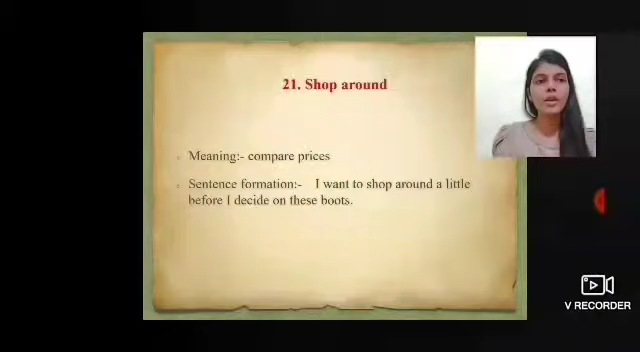 21. Shop around
Meaning:- compare prices
Sentence formation:- I want to shop around a little
before I decide on these boots.
V RECORDER